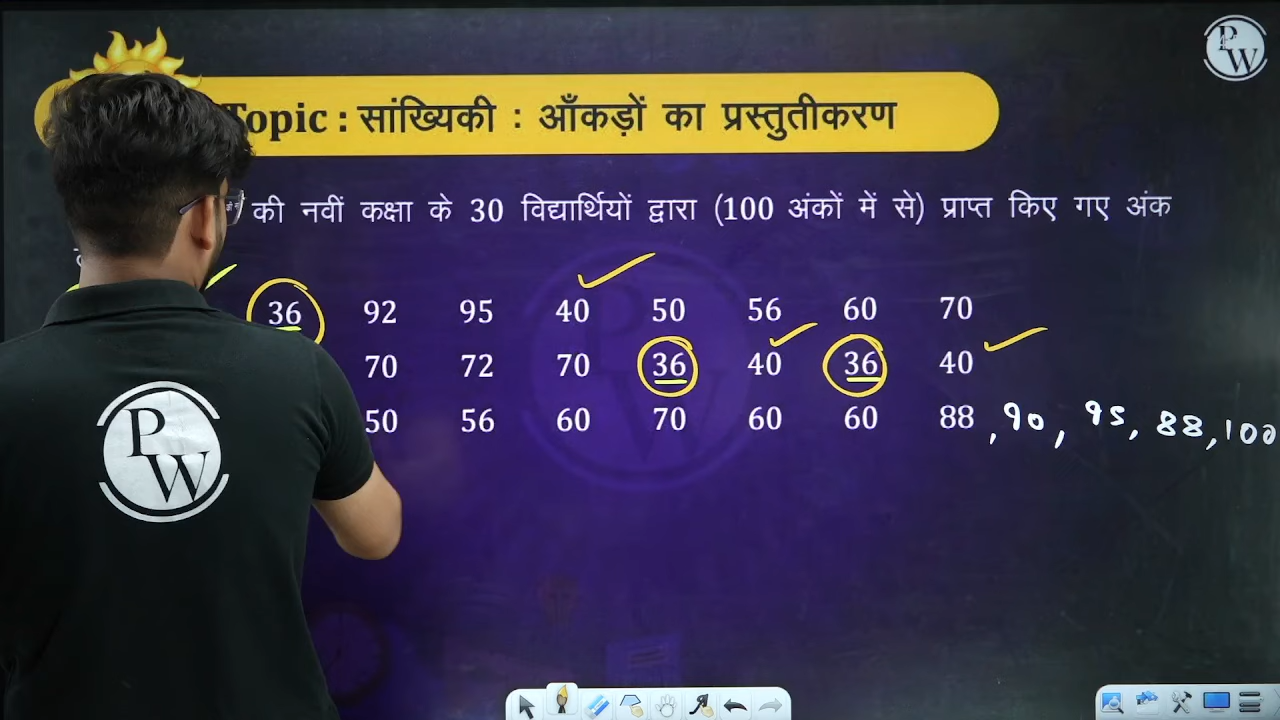 PW
Topic : सांख्यिकी : आँकड़ों का प्रस्तुतीकरण
की नवीं कक्षा के 30 विद्यार्थियों द्वारा (100 अंकों में से) प्राप्त किए गए अंक
36 92 95 40 50 56 60 70
70 72 70 36 40 36 40
50 56 60 70 60 60 88 , 90, 95, 88, 100
PW